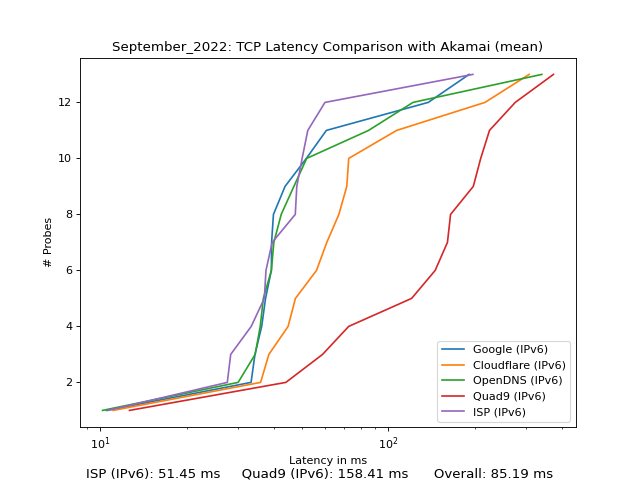 September_2022: TCP Latency Comparison with Akamai (mean)
# Probes
12
10
8
6
4
2
Google (IPv6)
Cloudflare (IPv6)
OpenDNS (IPv6)
Quad9 (IPv6)
ISP (IPv6)
10¹
10²
Latency in ms
ISP (IPv6): 51.45 ms Quad9 (IPv6): 158.41 ms Overall: 85.19 ms